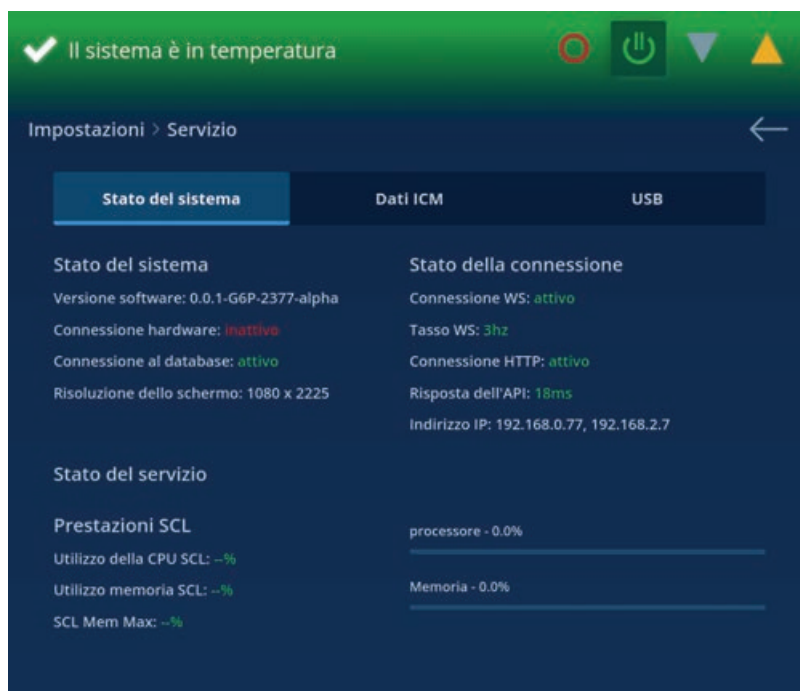 Il sistema è in temperatura
Impostazioni > Servizio
Stato del sistema
Dati ICM
USB
Stato del sistema
Versione software: 0.0.1-G6P-2377-alpha
Connessione hardware: inattivo
Connessione al database: attivo
Risoluzione dello schermo: 1080 x 2225
Stato della connessione
Connessione WS: attivo
Tasso WS: 3hz
Connessione HTTP: attivo
Risposta dell'API: 18ms
Indirizzo IP: 192.168.0.77, 192.168.2.7
Stato del servizio
Prestazioni SCL
Utilizzo della CPU SCL: --%
Utilizzo memoria SCL: --%
SCL Mem Max: --%
processore - 0.0%
Memoria - 0.0%